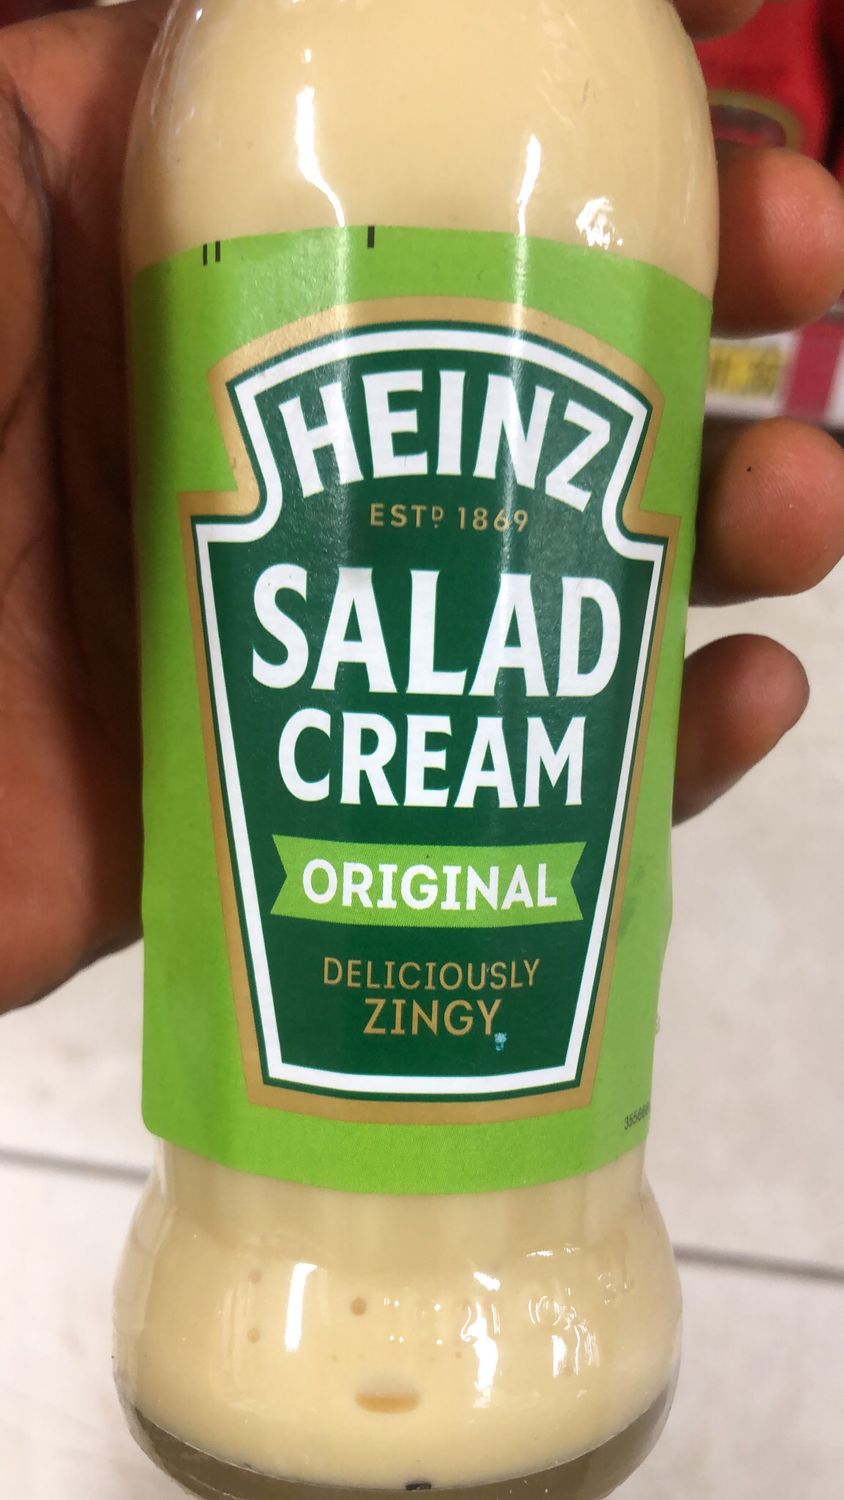 HEINZ
ESTD 1869
SALAD
CREAM
ORIGINAL
DELICIOUSLY
ZINGY